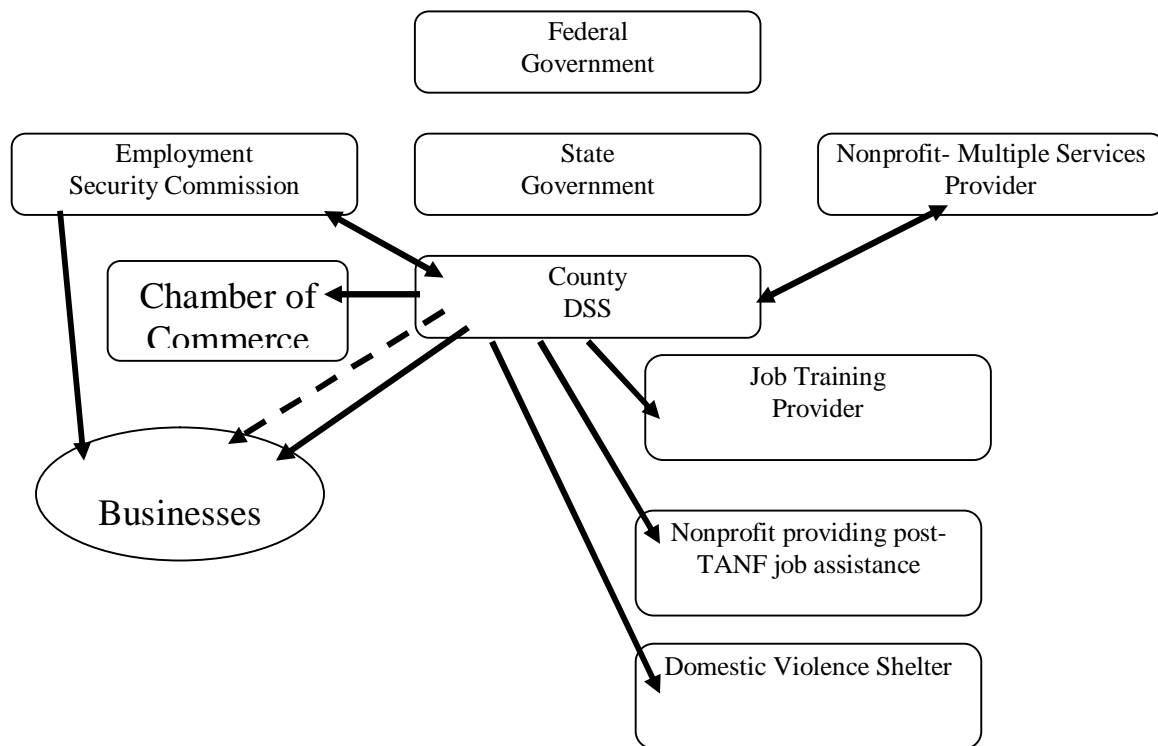 Federal
Government
Employment
Security Commission
State
Government
Nonprofit- Multiple Services
Provider
Chamber of
Commerce
County
DSS
Job Training
Provider
Businesses
Nonprofit providing post-
TANF job assistance
Domestic Violence Shelter